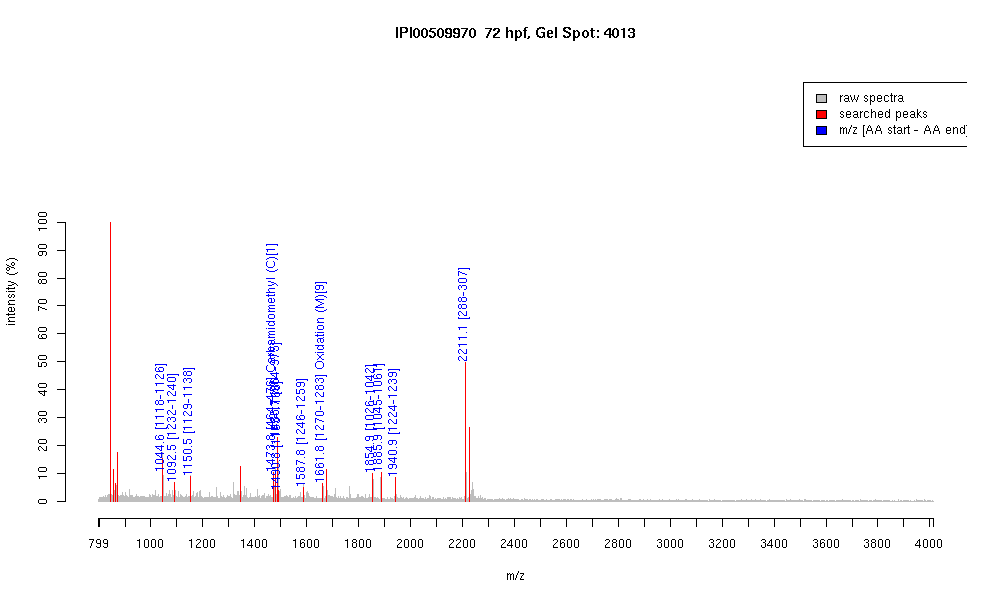 IPI00509970 72 hpf, Gel Spot: 4013
raw spectra
searched peaks
m/z [AA start - AA end]
intensity (%)
100
90
80
70
60
50
40
30
20
10
0
1044.6 [1118-1126]
1092.5 [1232-1240]
1150.5 [1129-1138]
1473.8 Carbamidomethyl (C)[1]
1587.8 [1246-1259]
1661.8 [1270-1283] Oxidation (M)[9]
1854.9 [1026-1042]
1885.9 [1045-1061]
1940.9 [1224-1239]
2211.1 [288-307]
799 1000 1200 1400 1600 1800 2000 2200 2400 2600 2800 3000 3200 3400 3600 3800 4000
m/z